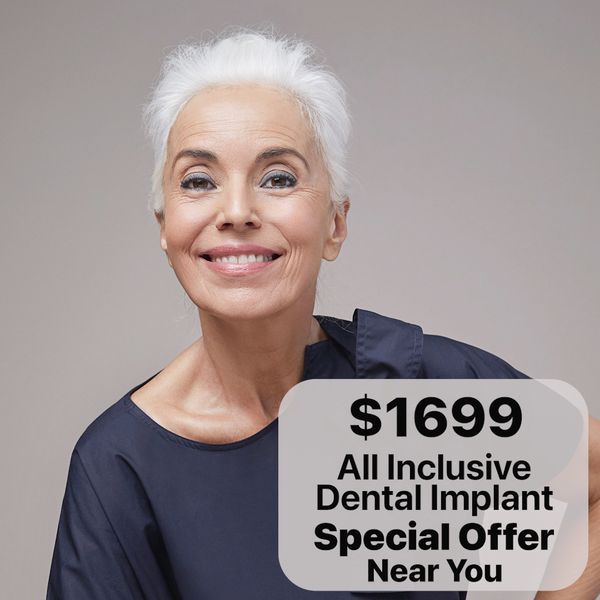 $1699
All Inclusive
Dental Implant
Special Offer
Near You